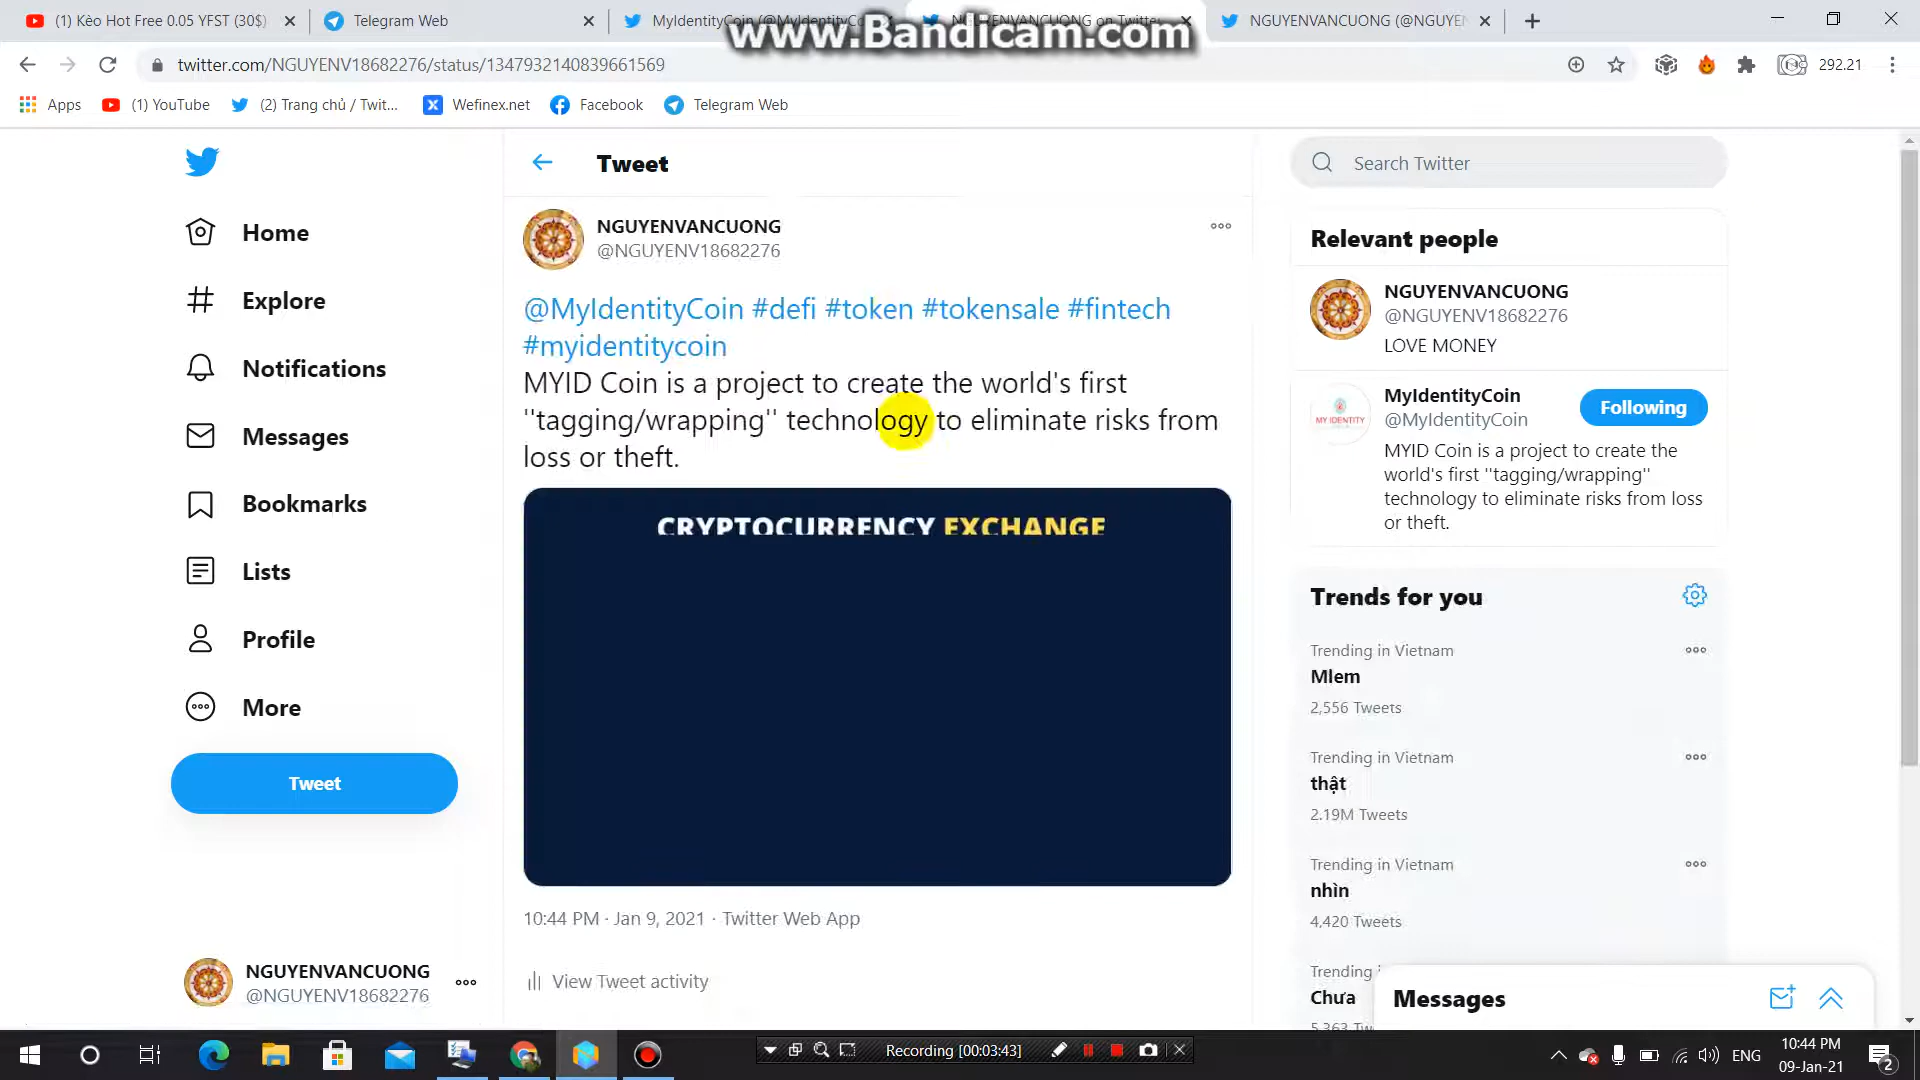 (1) Kèo Hot Free 0.05 YFST (30$)
Telegram Web
MyIdentityCoin (@MyIdentityCo
NGUYENVANCUONG on Twitte
NGUYENVANCUONG (@NGUYEN
www.Bandicam.com
twitter.com/NGUYENV18682276/status/1347932140839661569
292.21
Apps
(1) YouTube
(2) Trang chủ / Twit...
Wefinex.net
Facebook
Telegram Web
Home
Explore
Notifications
Messages
Bookmarks
Lists
Profile
More
Tweet
NGUYENVANCUONG
@NGUYENV18682276
Tweet
NGUYENVANCUONG
@NGUYENV18682276
@MyIdentityCoin #defi #token #tokensale #fintech
#myidentitycoin
MYID Coin is a project to create the world's first
''tagging/wrapping'' technology to eliminate risks from
loss or theft.
CRYPTOCURRENCY EXCHANGE
10:44 PM · Jan 9, 2021 · Twitter Web App
View Tweet activity
Search Twitter
Relevant people
NGUYENVANCUONG
@NGUYENV18682276
LOVE MONEY
MY IDENTITY
MyIdentityCoin
@MyIdentityCoin
Following
MYID Coin is a project to create the
world's first ''tagging/wrapping''
technology to eliminate risks from loss
or theft.
Trends for you
Trending in Vietnam
Mlem
2,556 Tweets
Trending in Vietnam
thật
2.19M Tweets
Trending in Vietnam
nhìn
4,420 Tweets
Trending
Chưa
5,363 Tw
Messages
Recording [00:03:43]
ENG
10:44 PM
09-Jan-21
2